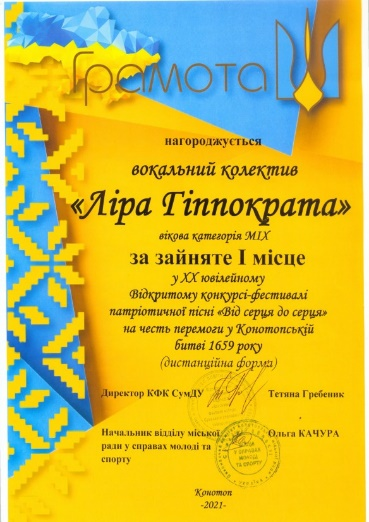 Грамота
нагороджується
вокальний колектив
«Ліра Гіппократа»
вікова категорія МІХ
за зайняте І місце
у ХХ ювілейному
Відкритому конкурсі-фестивалі
патріотичної пісні «Від серця до серця»
на честь перемоги у Конотопській
битві 1659 року
(дистанційна форма)
Директор КФК СумДУ Тетяна Гребеник
Начальник відділу міської Ольга КАЧУРА
ради у справах молоді та
спорту
Конотоп
-2021-